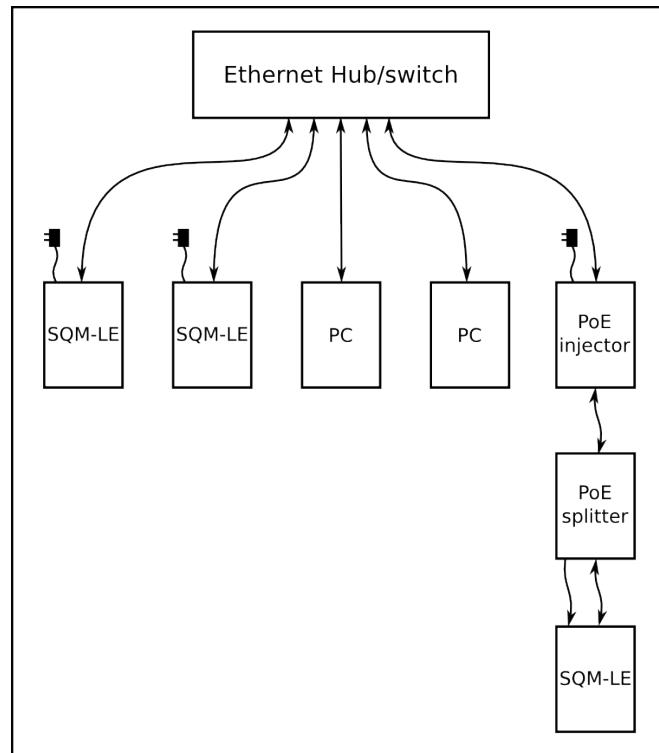 Ethernet Hub/switch
SQM-LE
SQM-LE
PC
PC
PoE
injector
PoE
splitter
SQM-LE